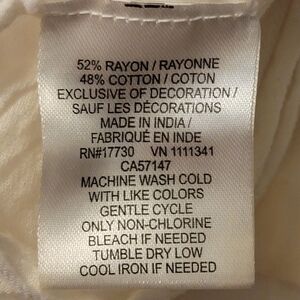 52% RAYON / RAYONNE
48% COTTON / COTON
EXCLUSIVE OF DECORATION /
SAUF LES DÉCORATIONS
MADE IN INDIA /
FABRIQUÉ EN INDE
RN#17730 VN 1111341
CA57147
MACHINE WASH COLD
WITH LIKE COLORS
GENTLE CYCLE
ONLY NON-CHLORINE
BLEACH IF NEEDED
TUMBLE DRY LOW
COOL IRON IF NEEDED